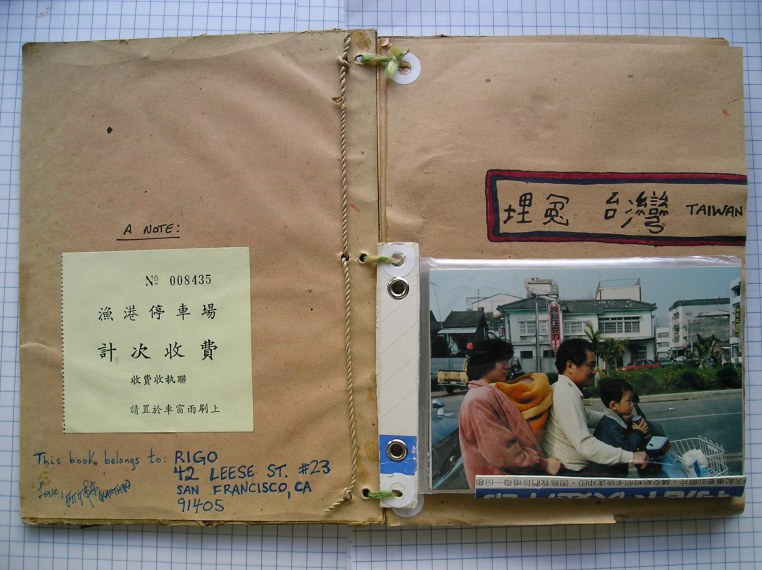 A NOTE:
Nº 008435
漁港停車場
計次收費
收費收執聯
請置於車窗雨刷上
This book belongs to: RIGO
42 LEESE ST. #23
SAN FRANCISCO, CA
91405
Love,
埋冤 台灣 TAIWAN